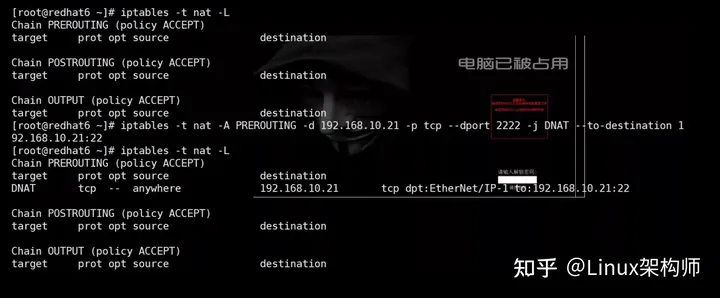 [root@redhat6 ~]# iptables -t nat -L
Chain PREROUTING (policy ACCEPT)
target     prot opt source               destination
Chain POSTROUTING (policy ACCEPT)
target     prot opt source               destination
电脑已被占用
Chain OUTPUT (policy ACCEPT)
target     prot opt source               destination
[root@redhat6 ~]# iptables -t nat -A PREROUTING -d 192.168.10.21 -p tcp --dport 2222 -j DNAT --to-destination 1
92.168.10.21:22
[root@redhat6 ~]# iptables -t nat -L
Chain PREROUTING (policy ACCEPT)
请输入解锁密码:
target     prot opt source               destination
DNAT       tcp  --  anywhere             192.168.10.21       tcp dpt:EtherNet/IP-1 to:192.168.10.21:22
Chain POSTROUTING (policy ACCEPT)
target     prot opt source               destination
Chain OUTPUT (policy ACCEPT)
target     prot opt source               destination
知乎 @Linux架构师